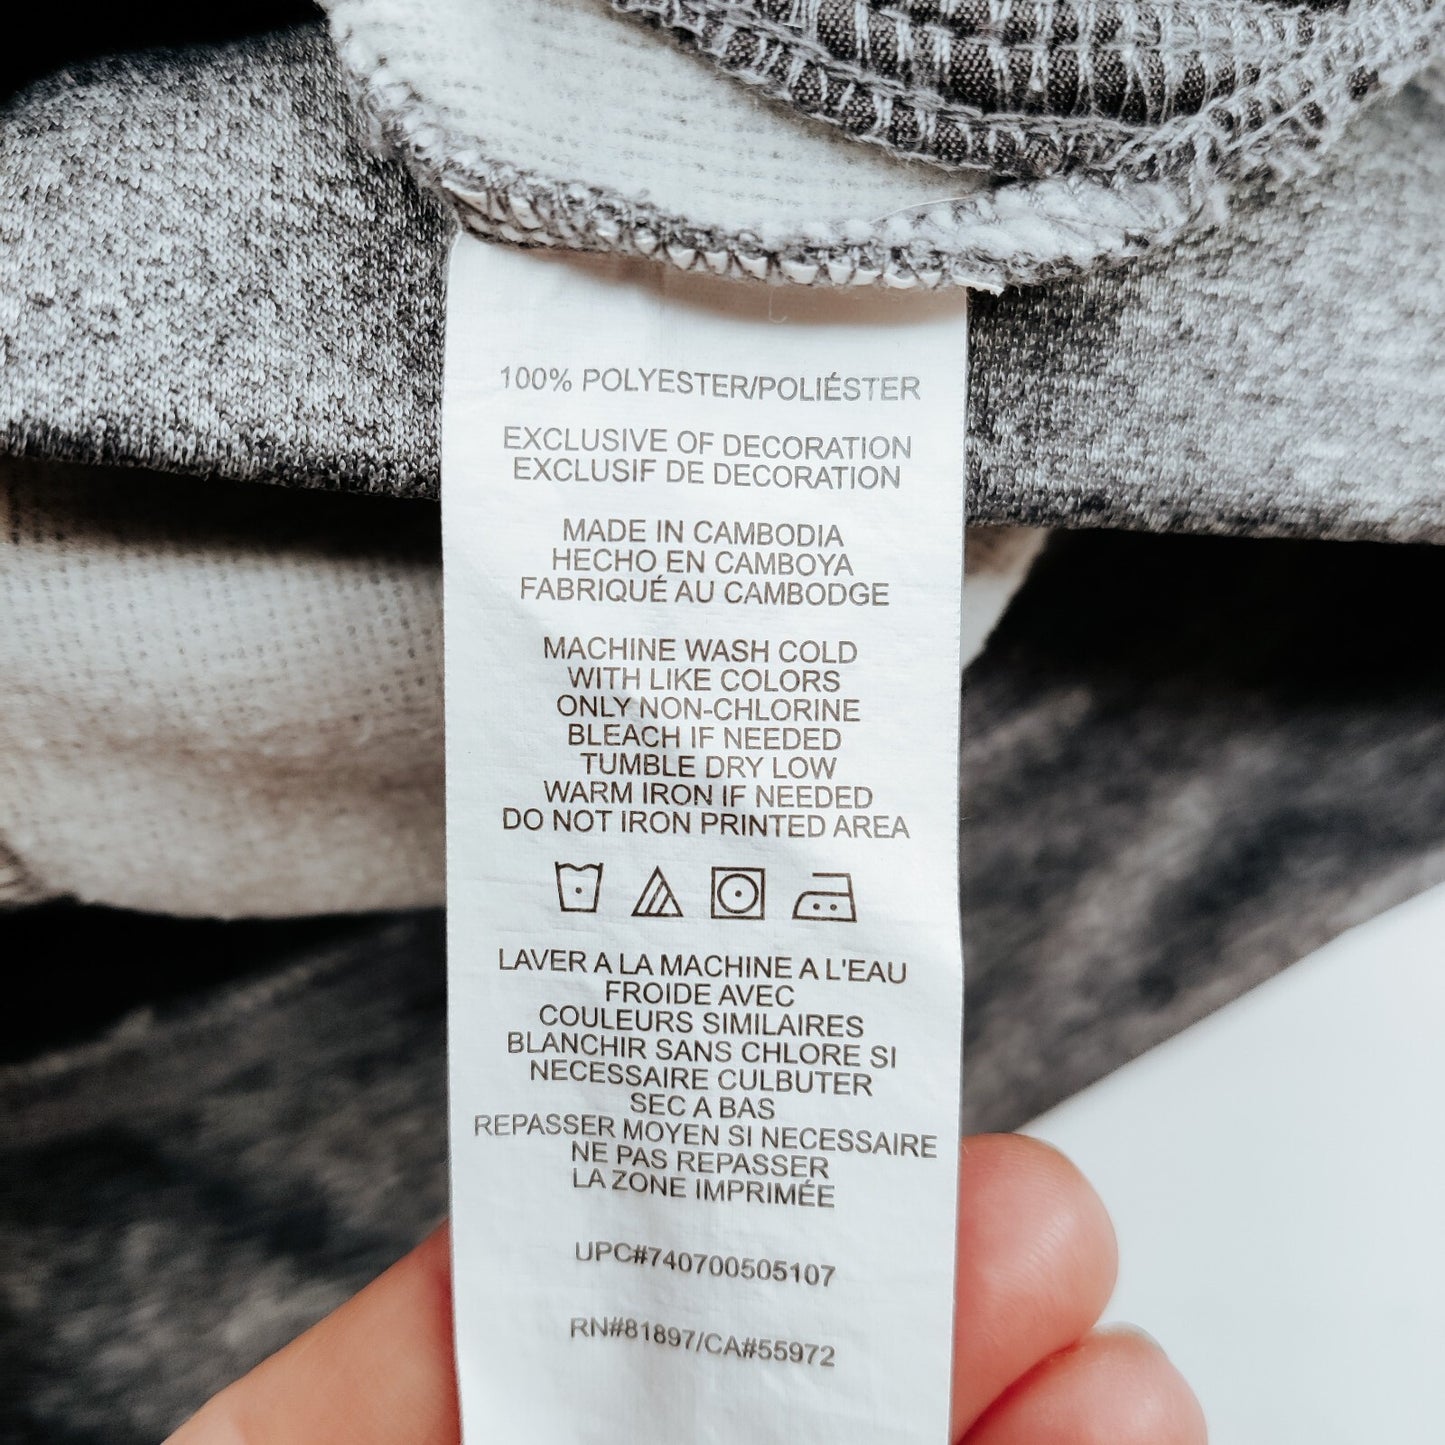 100% POLYESTER/POLIÉSTER
EXCLUSIVE OF DECORATION
EXCLUSIF DE DECORATION
MADE IN CAMBODIA
HECHO EN CAMBOYA
FABRIQUÉ AU CAMBODGE
MACHINE WASH COLD
WITH LIKE COLORS
ONLY NON-CHLORINE
BLEACH IF NEEDED
TUMBLE DRY LOW
WARM IRON IF NEEDED
DO NOT IRON PRINTED AREA
LAVER A LA MACHINE A L'EAU
FROIDE AVEC
COULEURS SIMILAIRES
BLANCHIR SANS CHLORE SI
NECESSAIRE CULBUTER
SEC A BAS
REPASSER MOYEN SI NECESSAIRE
NE PAS REPASSER
LA ZONE IMPRIMÉE
UPC#740700505107
RN#81897/CA#55972